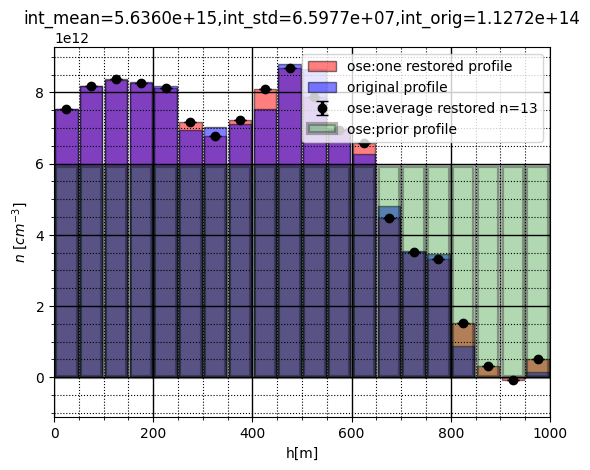 int_mean=5.6360e+15,int_std=6.5977e+07,int_orig=1.1272e+14
1e12
ose:one restored profile
original profile
ose:average restored n=13
ose:prior profile
8
6
4
2
0
n [cm⁻³]
0
200
400
600
800
1000
h[m]